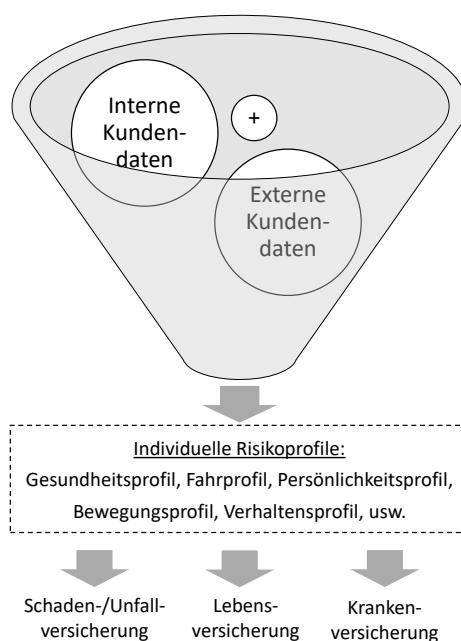 Interne
Kunden-
daten
+
Externe
Kunden-
daten
Individuelle Risikoprofile:
Gesundheitsprofil, Fahrprofil, Persönlichkeitsprofil,
Bewegungsprofil, Verhaltensprofil, usw.
Schaden-/Unfall-
versicherung
Lebens-
versicherung
Kranken-
versicherung